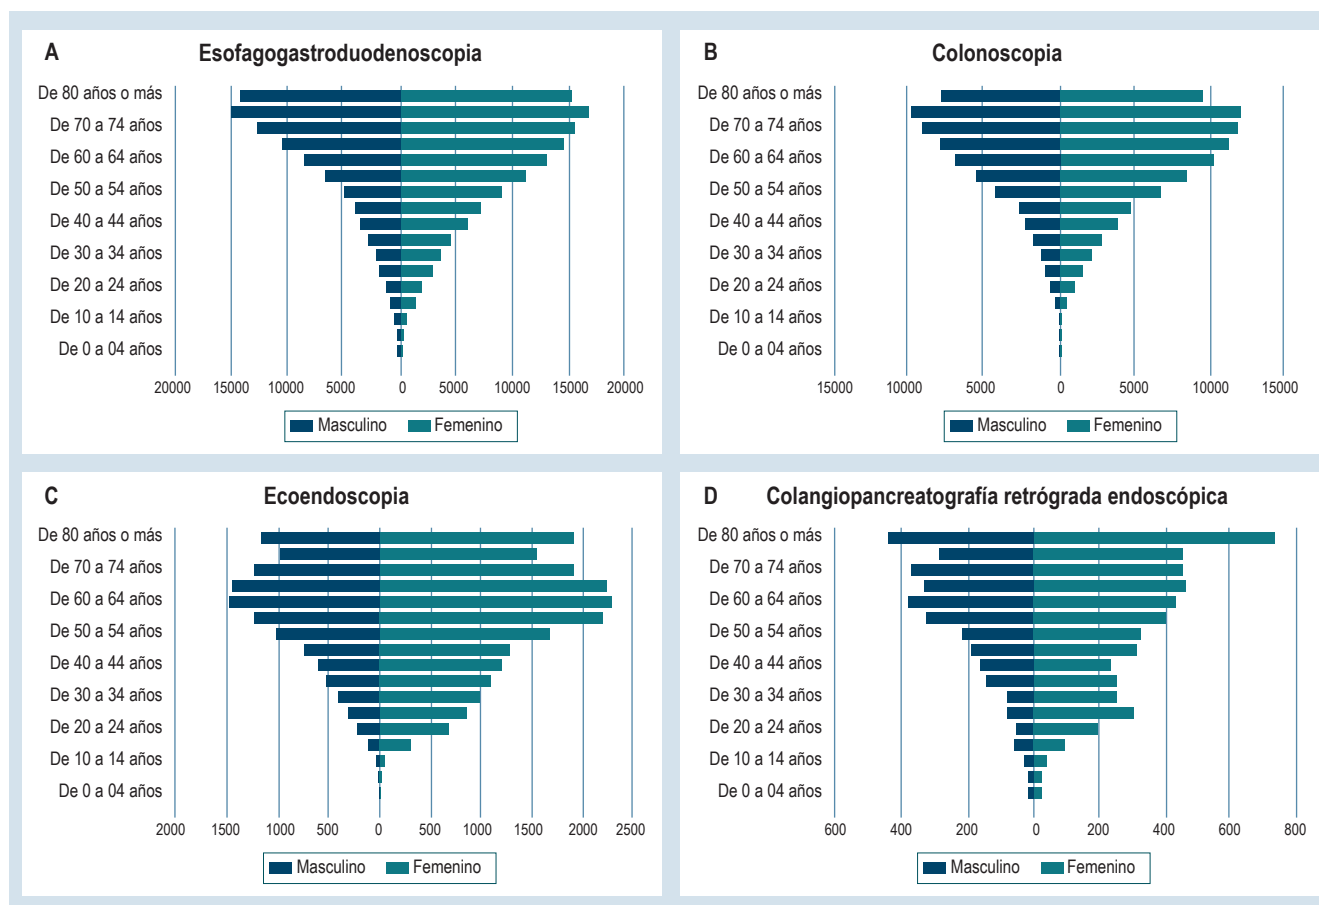 A Esofagogastroduodenoscopia
De 80 años o más
De 70 a 74 años
De 60 a 64 años
De 50 a 54 años
De 40 a 44 años
De 30 a 34 años
De 20 a 24 años
De 10 a 14 años
De 0 a 04 años
20000 15000 10000 5000 0 5000 10000 15000 20000
Masculino Femenino
B Colonoscopia
De 80 años o más
De 70 a 74 años
De 60 a 64 años
De 50 a 54 años
De 40 a 44 años
De 30 a 34 años
De 20 a 24 años
De 10 a 14 años
De 0 a 04 años
15000 10000 5000 0 5000 10000 15000
Masculino Femenino
C Ecoendoscopia
De 80 años o más
De 70 a 74 años
De 60 a 64 años
De 50 a 54 años
De 40 a 44 años
De 30 a 34 años
De 20 a 24 años
De 10 a 14 años
De 0 a 04 años
2000 1500 1000 500 0 500 1000 1500 2000 2500
Masculino Femenino
D Colangiopancreatografía retrógrada endoscópica
De 80 años o más
De 70 a 74 años
De 60 a 64 años
De 50 a 54 años
De 40 a 44 años
De 30 a 34 años
De 20 a 24 años
De 10 a 14 años
De 0 a 04 años
600 400 200 0 200 400 600 800
Masculino Femenino